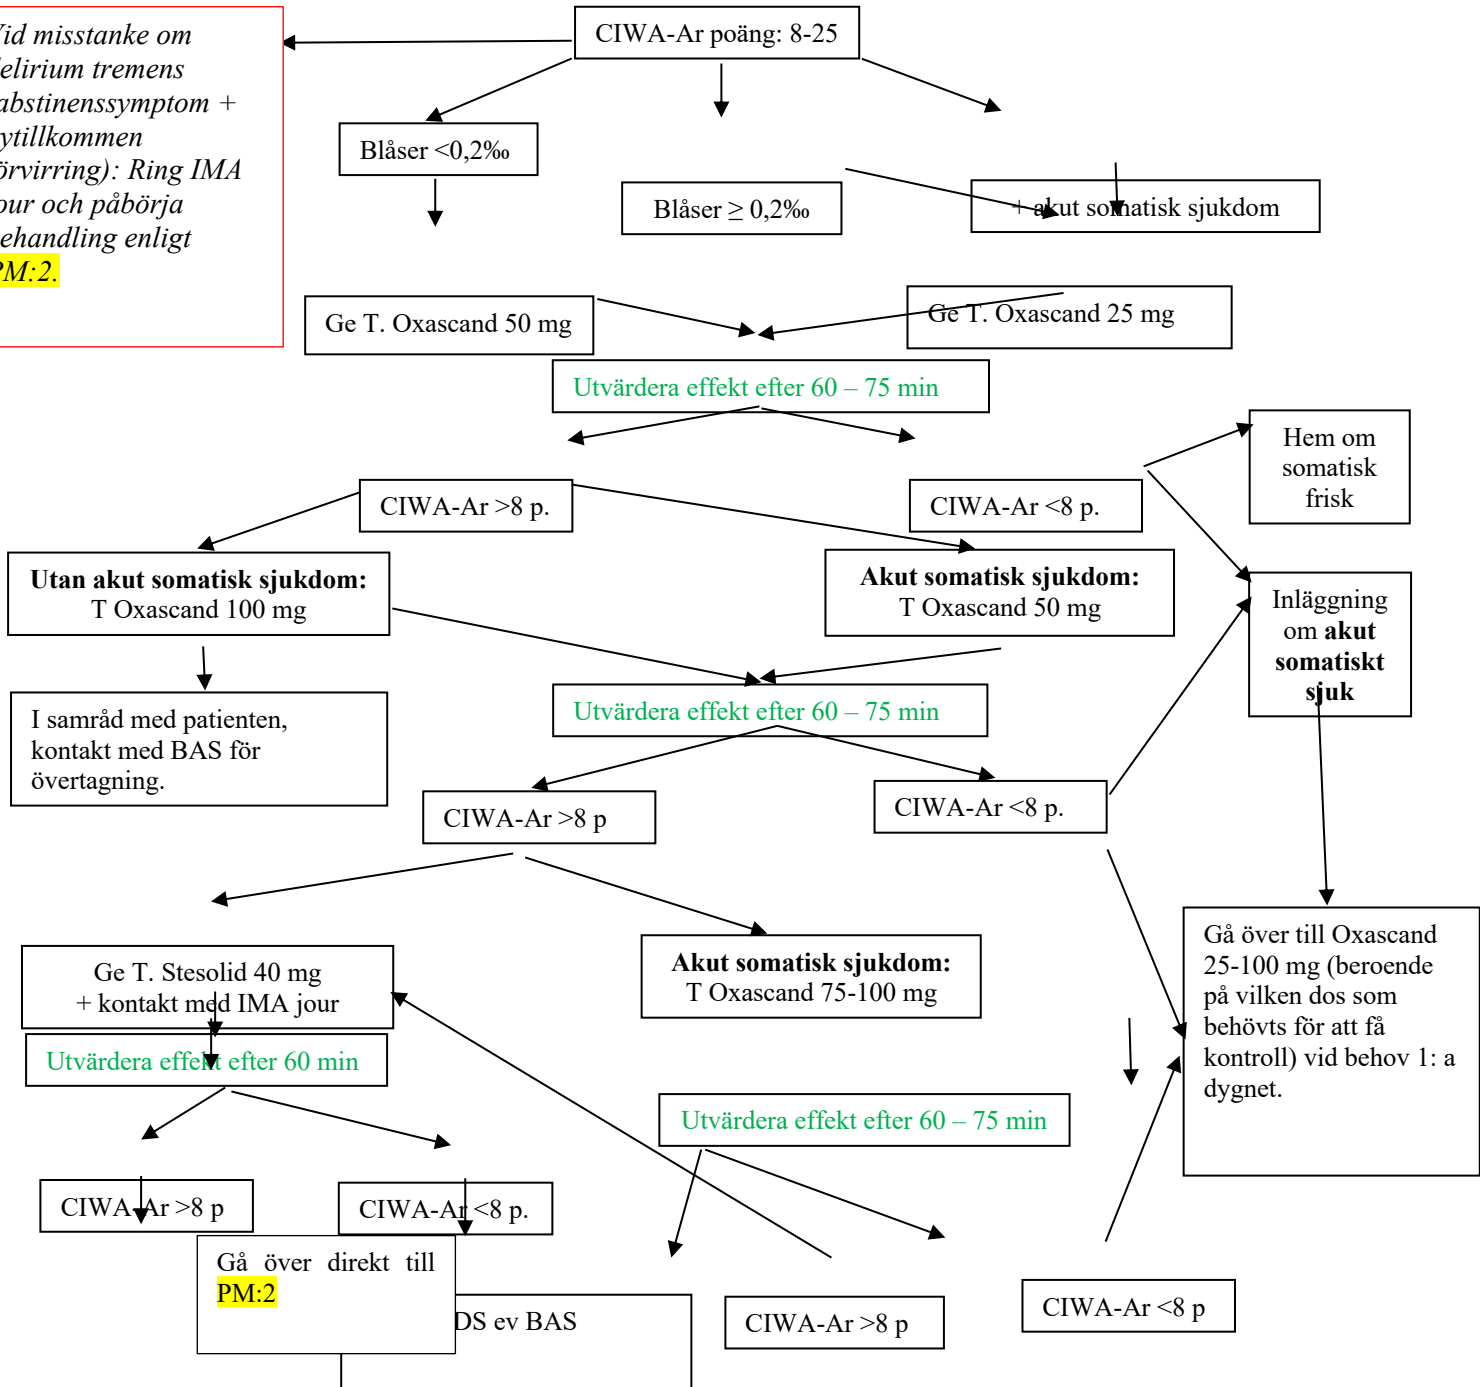 CIWA-Ar poäng: 8-25
Vid misstanke om
delirium tremens
abstinenssymptom +
nytillkommen
förvirring): Ring IMA
jour och påbörja
behandling enligt
PM:2.
Blåser <0,2‰
Blåser ≥ 0,2‰
+ akut somatisk sjukdom
Ge T. Oxascand 50 mg
Ge T. Oxascand 25 mg
Utvärdera effekt efter 60 – 75 min
Hem om
somatisk
frisk
CIWA-Ar >8 p.
CIWA-Ar <8 p.
Utan akut somatisk sjukdom:
T Oxascand 100 mg
Akut somatisk sjukdom:
T Oxascand 50 mg
Inläggning
om akut
somatiskt
sjuk
I samråd med patienten,
kontakt med BAS för
övertagning.
Utvärdera effekt efter 60 – 75 min
CIWA-Ar >8 p
CIWA-Ar <8 p.
Ge T. Stesolid 40 mg
+ kontakt med IMA jour
Akut somatisk sjukdom:
T Oxascand 75-100 mg
Gå över till Oxascand
25-100 mg (beroende
på vilken dos som
behövts för att få
kontroll) vid behov 1: a
dygnet.
Utvärdera effekt efter 60 min
Utvärdera effekt efter 60 – 75 min
CIWA-Ar >8 p
CIWA-Ar <8 p.
Gå över direkt till
PM:2
DS ev BAS
CIWA-Ar >8 p
CIWA-Ar <8 p